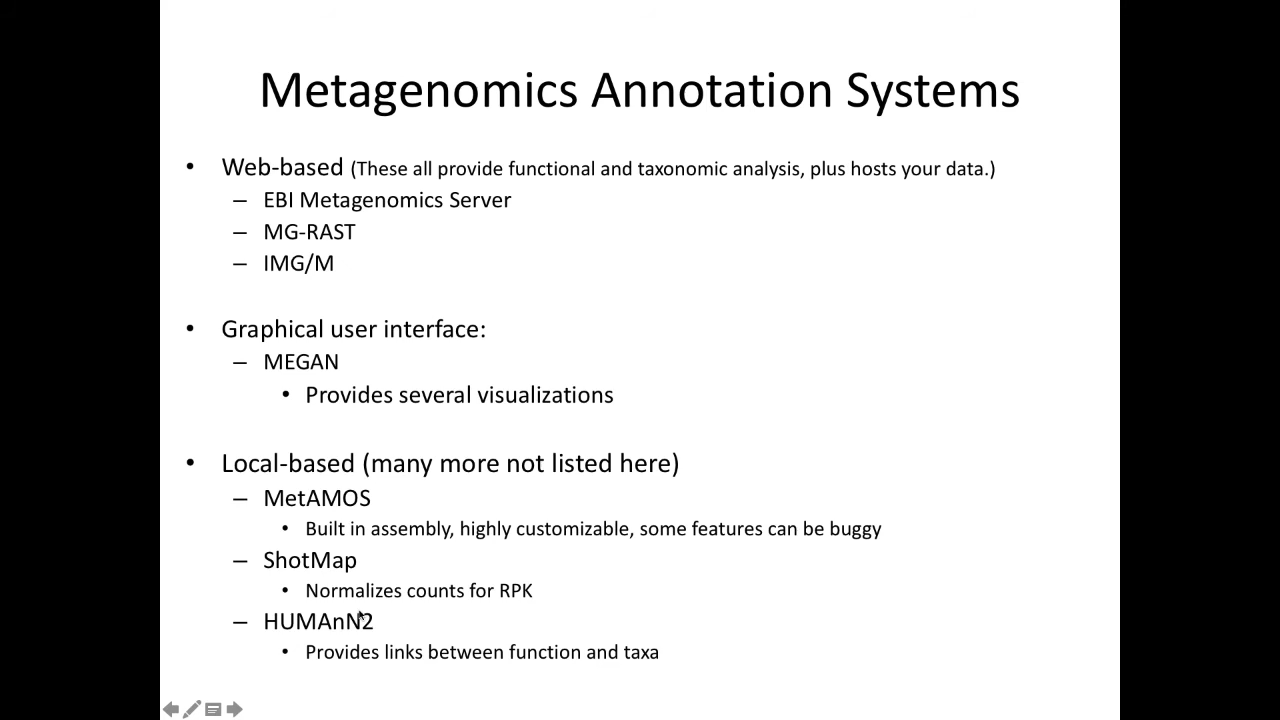 Metagenomics Annotation Systems
• Web-based (These all provide functional and taxonomic analysis, plus hosts your data.)
– EBI Metagenomics Server
– MG-RAST
– IMG/M
• Graphical user interface:
– MEGAN
• Provides several visualizations
• Local-based (many more not listed here)
– MetAMOS
• Built in assembly, highly customizable, some features can be buggy
– ShotMap
• Normalizes counts for RPK
– HUMAnN2
• Provides links between function and taxa